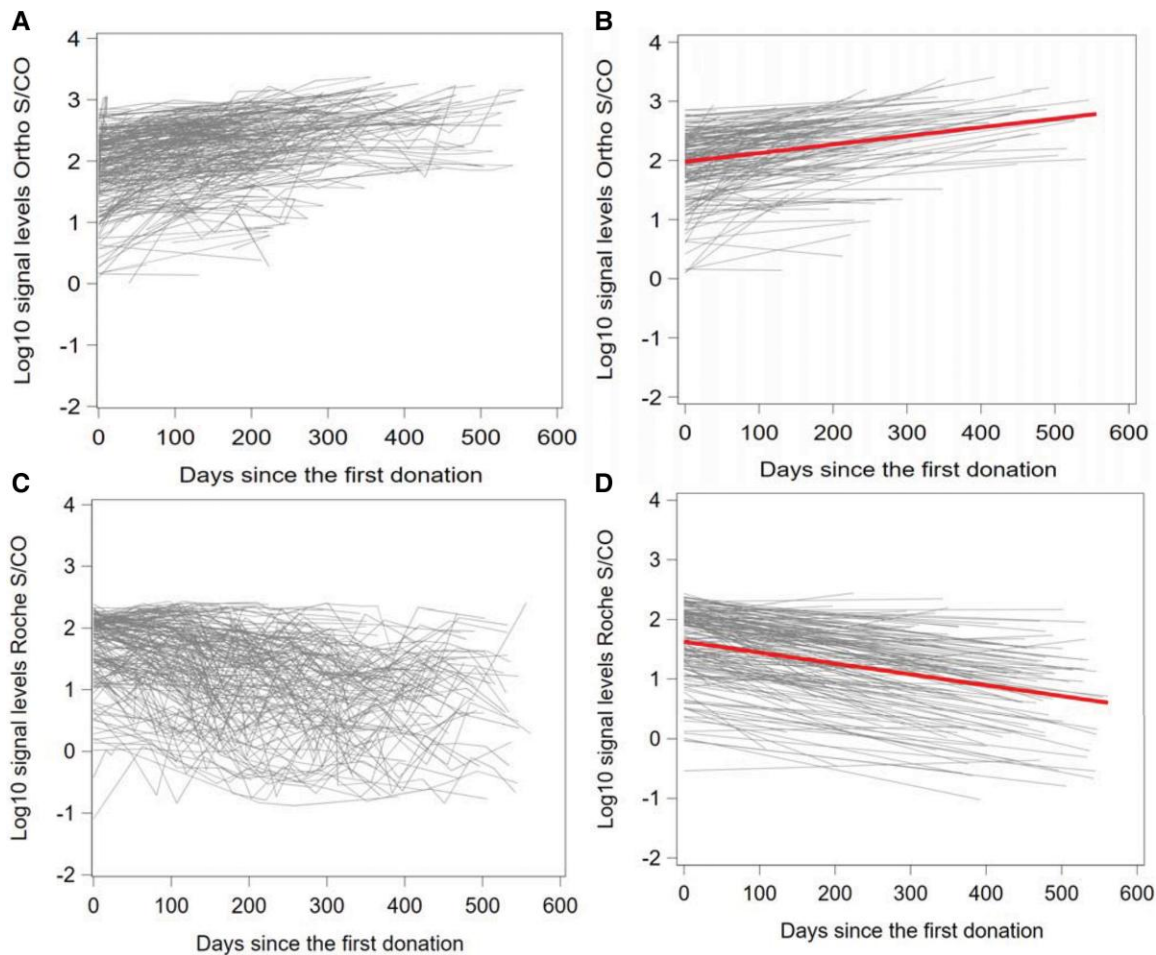 A
Log10 signal levels Ortho S/CO
4
3
2
1
0
-1
-2
0 100 200 300 400 500 600
Days since the first donation
B
Log10 signal levels Ortho S/CO
4
3
2
1
0
-1
-2
0 100 200 300 400 500 600
Days since the first donation
C
Log10 signal levels Roche S/CO
4
3
2
1
0
-1
-2
0 100 200 300 400 500 600
Days since the first donation
D
Log10 signal levels Roche S/CO
4
3
2
1
0
-1
-2
0 100 200 300 400 500 600
Days since the first donation